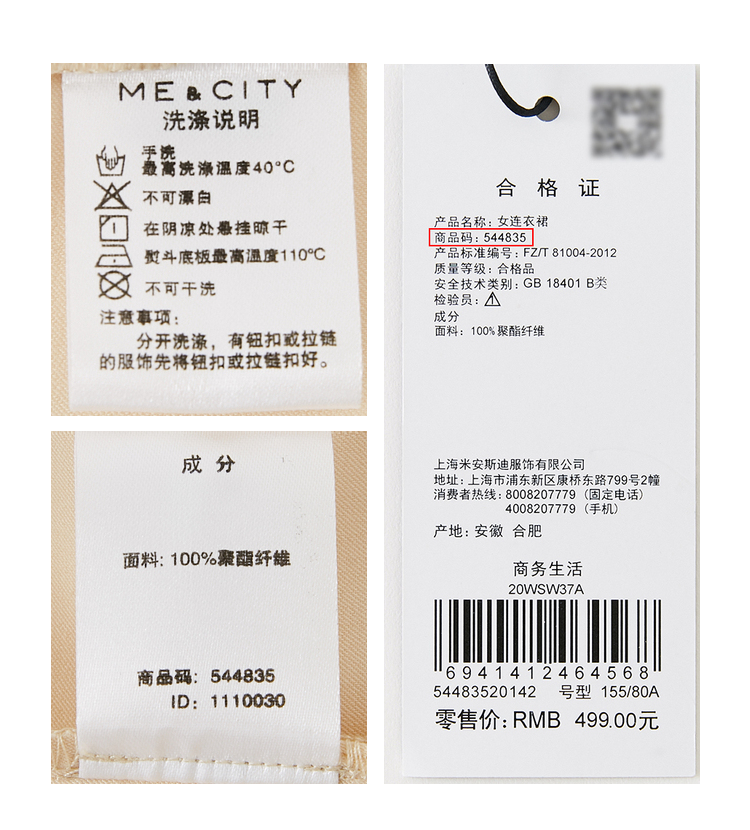 ME&CITY
洗涤说明
手洗
最高洗涤温度40°C
不可漂白
在阴凉处悬挂晾干
熨斗底板最高温度110°C
不可干洗
注意事项:
分开洗涤，有钮扣或拉链
的服饰先将钮扣或拉链扣好。
成 分
面料: 100%聚酯纤维
商品码: 544835
ID: 1110030
合 格 证
产品名称: 女连衣裙
商品码: 544835
产品标准编号: FZ/T 81004-2012
质量等级: 合格品
安全技术类别: GB 18401 B类
检验员: 1
成分
面料: 100%聚酯纤维
上海米安斯迪服饰有限公司
地址: 上海市浦东新区康桥东路799号2幢
消费者热线: 8008207779 (固定电话)
4008207779 (手机)
产地: 安徽 合肥
商务生活
20WSW37A
6941412464568
54483520142 号型 155/80A
零售价: RMB 499.00元